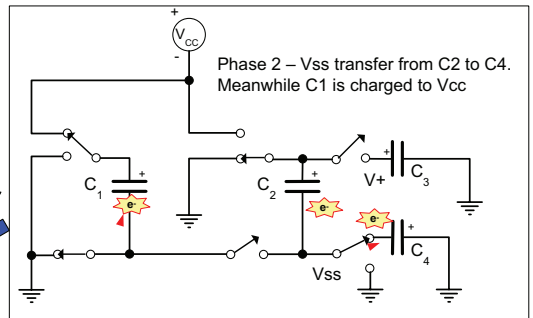 +
VCC
-
Phase 2 – Vss transfer from C2 to C4.
Meanwhile C1 is charged to Vcc
+
C1
e-
+
C2
e-
V+
+
C3
e-
+
C4
Vss